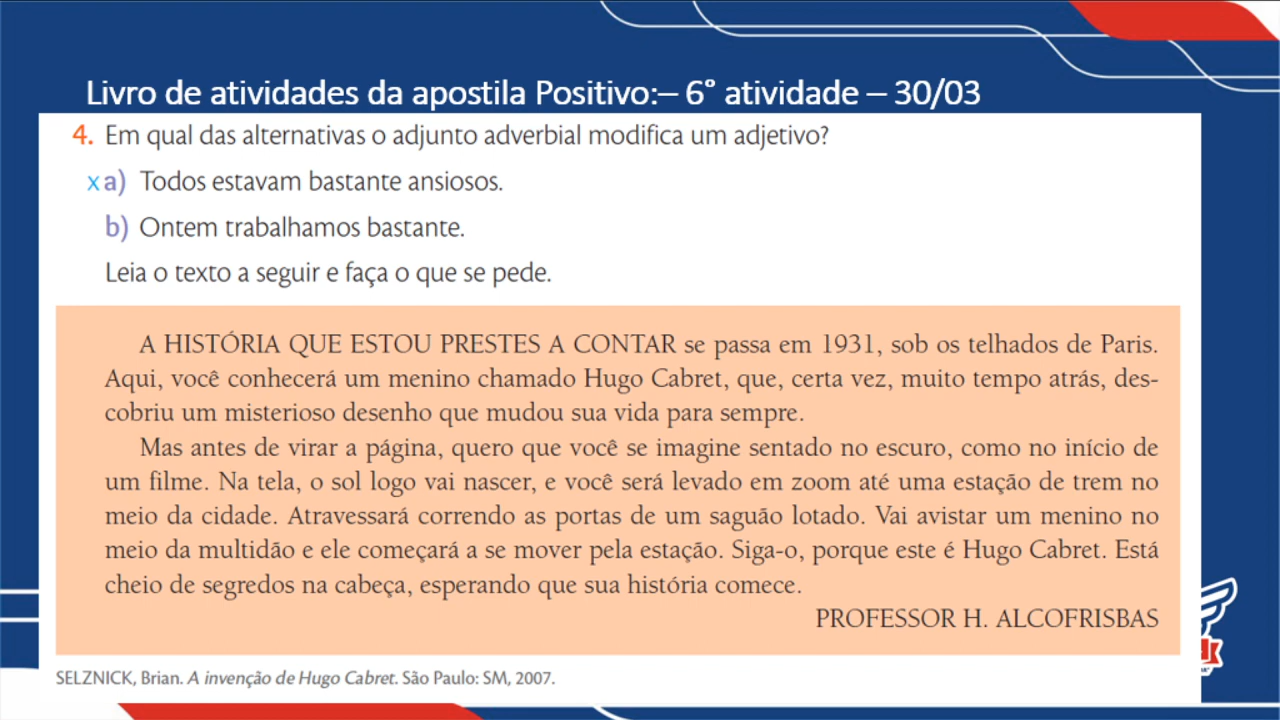 Livro de atividades da apostila Positivo:– 6° atividade – 30/03
4. Em qual das alternativas o adjunto adverbial modifica um adjetivo?
x a) Todos estavam bastante ansiosos.
b) Ontem trabalhamos bastante.
Leia o texto a seguir e faça o que se pede.
A HISTÓRIA QUE ESTOU PRESTES A CONTAR se passa em 1931, sob os telhados de Paris.
Aqui, você conhecerá um menino chamado Hugo Cabret, que, certa vez, muito tempo atrás, des-
cobriu um misterioso desenho que mudou sua vida para sempre.
Mas antes de virar a página, quero que você se imagine sentado no escuro, como no início de
um filme. Na tela, o sol logo vai nascer, e você será levado em zoom até uma estação de trem no
meio da cidade. Atravessará correndo as portas de um saguão lotado. Vai avistar um menino no
meio da multidão e ele começará a se mover pela estação. Siga-o, porque este é Hugo Cabret. Está
cheio de segredos na cabeça, esperando que sua história comece.
PROFESSOR H. ALCOFRISBAS
SELZNICK, Brian. A invenção de Hugo Cabret. São Paulo: SM, 2007.